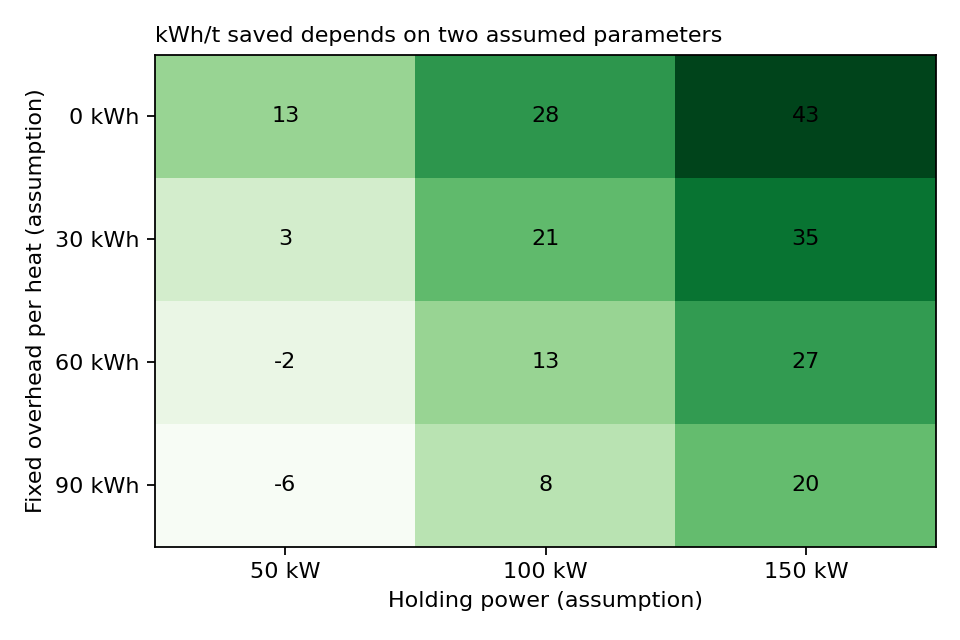 kWh/t saved depends on two assumed parameters
Fixed overhead per heat (assumption)
0 kWh 13 28 43
30 kWh 3 21 35
60 kWh -2 13 27
90 kWh -6 8 20
50 kW 100 kW 150 kW
Holding power (assumption)